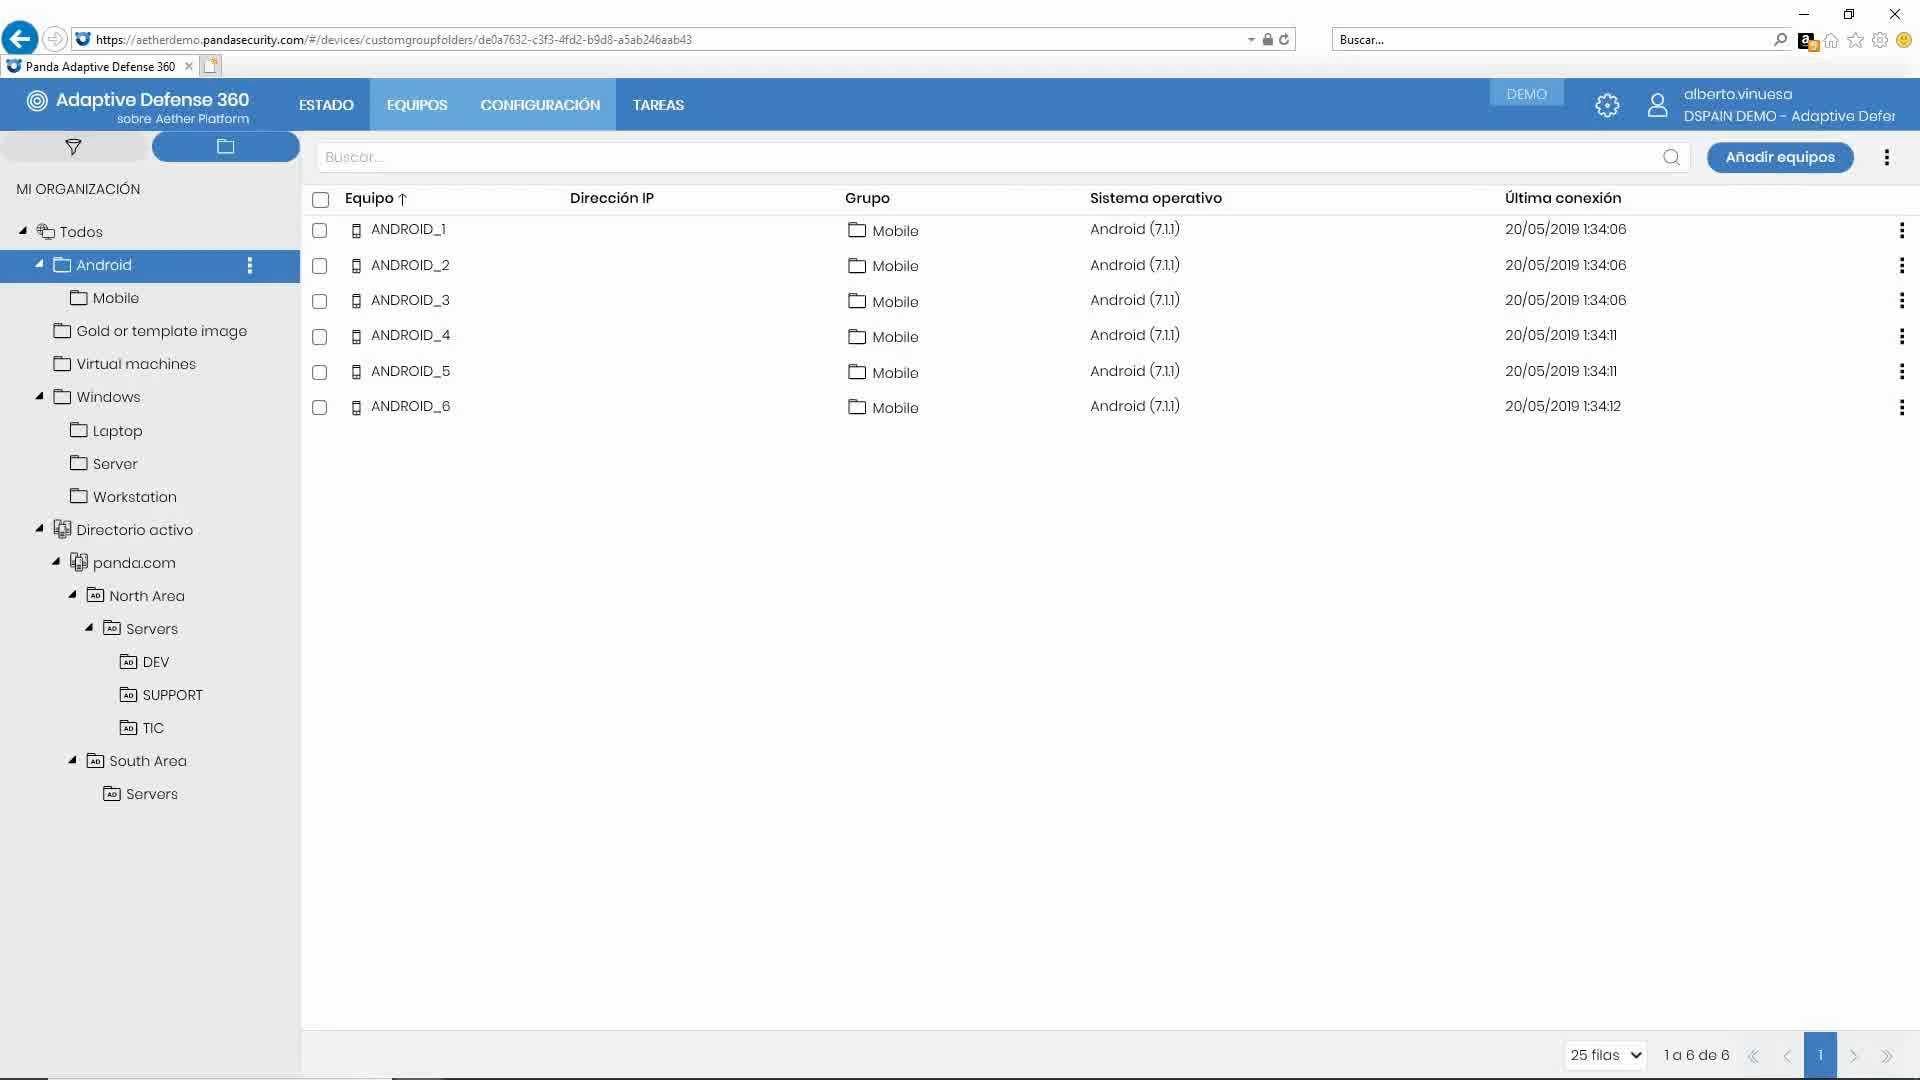 https://aetherdemo.pandasecurity.com/#/devices/customgroupfolders/de0a7632-c3f3-4fd2-b9d8-a5ab246aab43
Buscar...
Panda Adaptive Defense 360
Adaptive Defense 360
sobre Aether Platform
ESTADO
EQUIPOS
CONFIGURACIÓN
TAREAS
DEMO
alberto.vinuesa
DSPAIN DEMO - Adaptive Defer
Buscar...
Añadir equipos
MI ORGANIZACIÓN
Todos
Android
Mobile
Gold or template image
Virtual machines
Windows
Laptop
Server
Workstation
Directorio activo
panda.com
North Area
Servers
DEV
SUPPORT
TIC
South Area
Servers
Equipo Dirección IP Grupo Sistema operativo Última conexión
ANDROID_1 Mobile Android (7.1.1) 20/05/2019 1:34:06
ANDROID_2 Mobile Android (7.1.1) 20/05/2019 1:34:06
ANDROID_3 Mobile Android (7.1.1) 20/05/2019 1:34:06
ANDROID_4 Mobile Android (7.1.1) 20/05/2019 1:34:11
ANDROID_5 Mobile Android (7.1.1) 20/05/2019 1:34:11
ANDROID_6 Mobile Android (7.1.1) 20/05/2019 1:34:12
25 filas 1 a 6 de 6 1